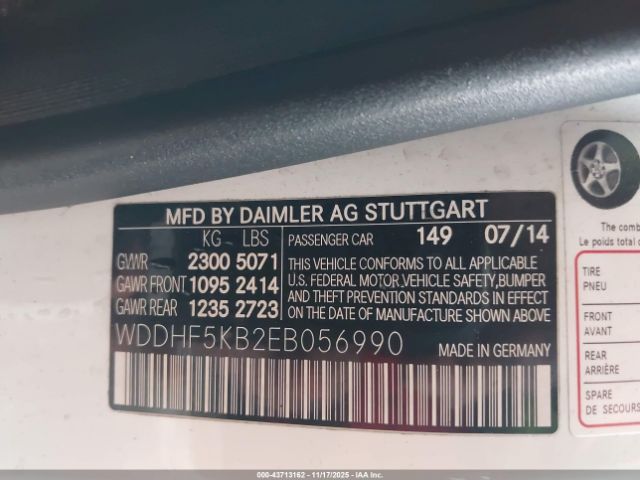 MFD BY DAIMLER AG STUTTGART
KG LBS
GVWR 2300 5071
GAWR FRONT 1095 2414
GAWR REAR 1235 2723
PASSENGER CAR 149 07/14
THIS VEHICLE CONFORMS TO ALL APPLICABLE
U.S. FEDERAL MOTOR VEHICLE SAFETY, BUMPER
AND THEFT PREVENTION STANDARDS IN EFFECT ON
THE DATE OF MANUFACTURE SHOWN ABOVE
WDDHF5KB2EB056990 MADE IN GERMANY
The comb
Le poids total
TIRE
PNEU
FRONT
AVANT
REAR
ARRIÈRE
SPARE
DE SECOURS
000-43713162 - 11/17/2025 - IAA Inc.